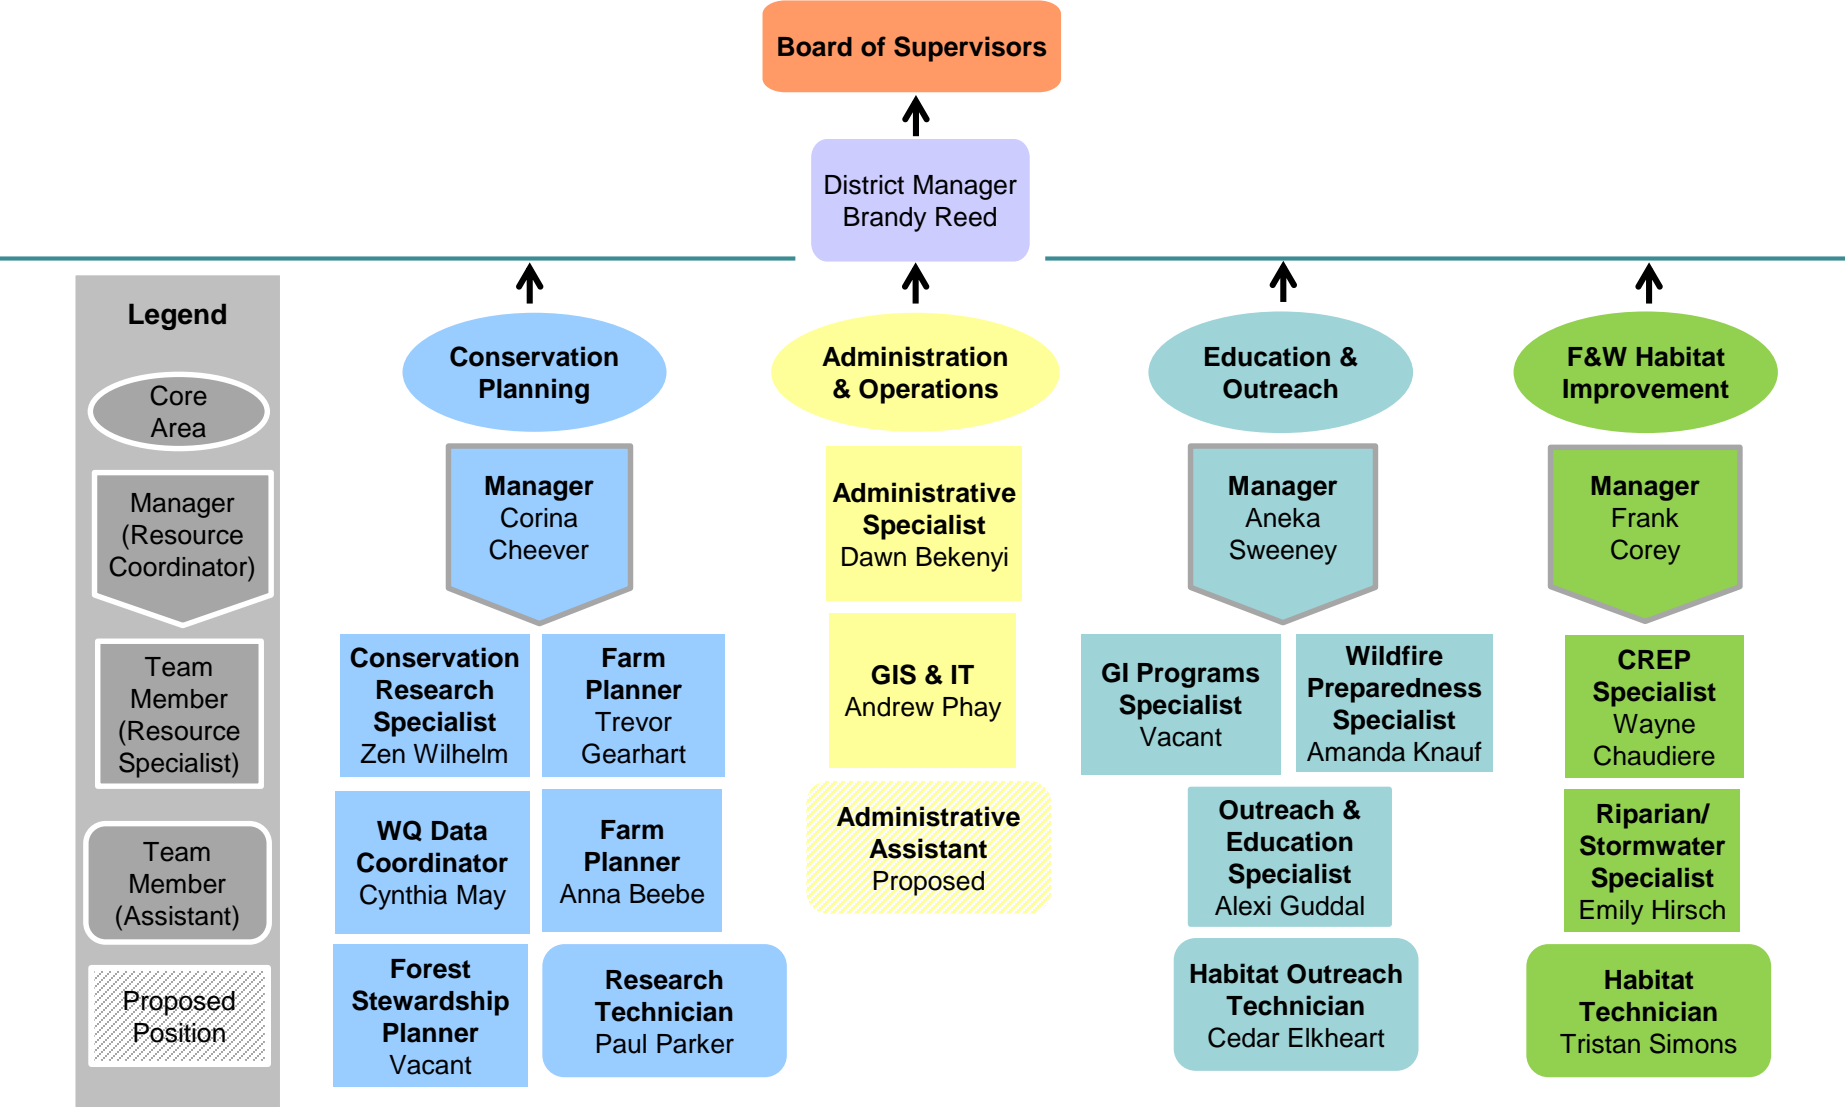 Board of Supervisors
District Manager
Brandy Reed
Legend
Core
Area
Manager
(Resource
Coordinator)
Team
Member
(Resource
Specialist)
Team
Member
(Assistant)
Proposed
Position
Conservation
Planning
Manager
Corina
Cheever
Conservation
Research
Specialist
Zen Wilhelm
Farm
Planner
Trevor
Gearhart
WQ Data
Coordinator
Cynthia May
Farm
Planner
Anna Beebe
Forest
Stewardship
Planner
Vacant
Research
Technician
Paul Parker
Administration
& Operations
Administrative
Specialist
Dawn Bekenyi
GIS & IT
Andrew Phay
Administrative
Assistant
Proposed
Education &
Outreach
Manager
Aneka
Sweeney
GI Programs
Specialist
Vacant
Wildfire
Preparedness
Specialist
Amanda Knauf
Outreach &
Education
Specialist
Alexi Guddal
Habitat Outreach
Technician
Cedar Elkheart
F&W Habitat
Improvement
Manager
Frank
Corey
CREP
Specialist
Wayne
Chaudiere
Riparian/
Stormwater
Specialist
Emily Hirsch
Habitat
Technician
Tristan Simons